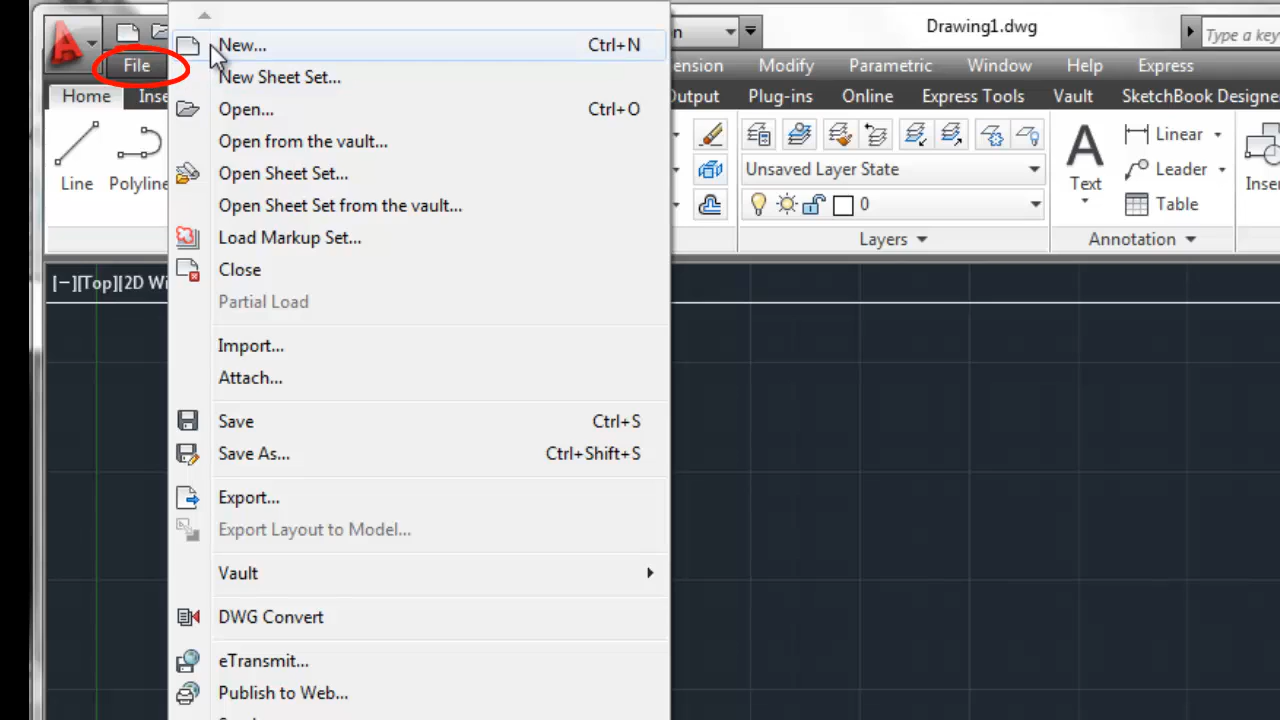 Drawing1.dwg
Type a key
File
ension Modify Parametric Window Help Express
Home Inse
Output Plug-ins Online Express Tools Vault SketchBook Designe
New... Ctrl+N
New Sheet Set...
Open... Ctrl+O
Open from the vault...
Open Sheet Set...
Open Sheet Set from the vault...
Load Markup Set...
Close
Partial Load
Import...
Attach...
Save Ctrl+S
Save As... Ctrl+Shift+S
Export...
Export Layout to Model...
Vault
DWG Convert
eTransmit...
Publish to Web...
Line Polyline
Unsaved Layer State
0
Layers
Text
Linear
Leader
Table
Annotation
Inser
[−][Top][2D Wi